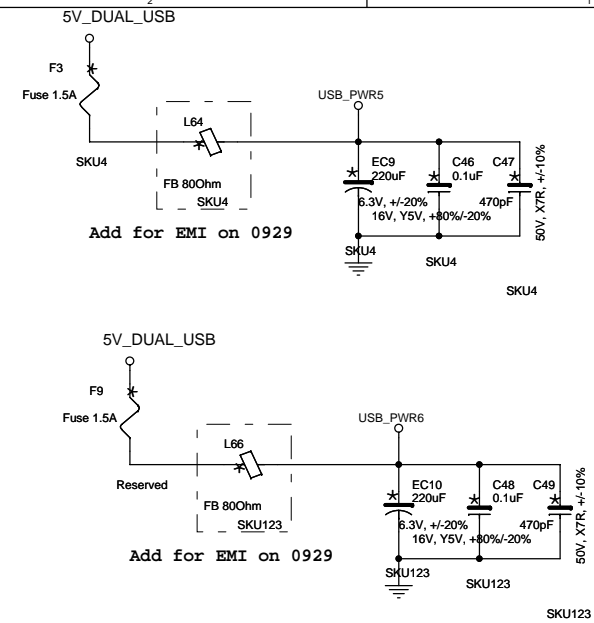 2
1
5V_DUAL_USB
F3
Fuse 1.5A
SKU4
L64
FB 80Ohm
SKU4
Add for EMI on 0929
USB_PWR5
EC9
220uF
6.3V, +/-20%
SKU4
C46
0.1uF
16V, Y5V, +80%/-20%
SKU4
C47
470pF
50V, X7R, +/-10%
SKU4
5V_DUAL_USB
F9
Fuse 1.5A
Reserved
L66
FB 80Ohm
SKU123
Add for EMI on 0929
USB_PWR6
EC10
220uF
6.3V, +/-20%
SKU123
C48
0.1uF
16V, Y5V, +80%/-20%
SKU123
C49
470pF
50V, X7R, +/-10%
SKU123